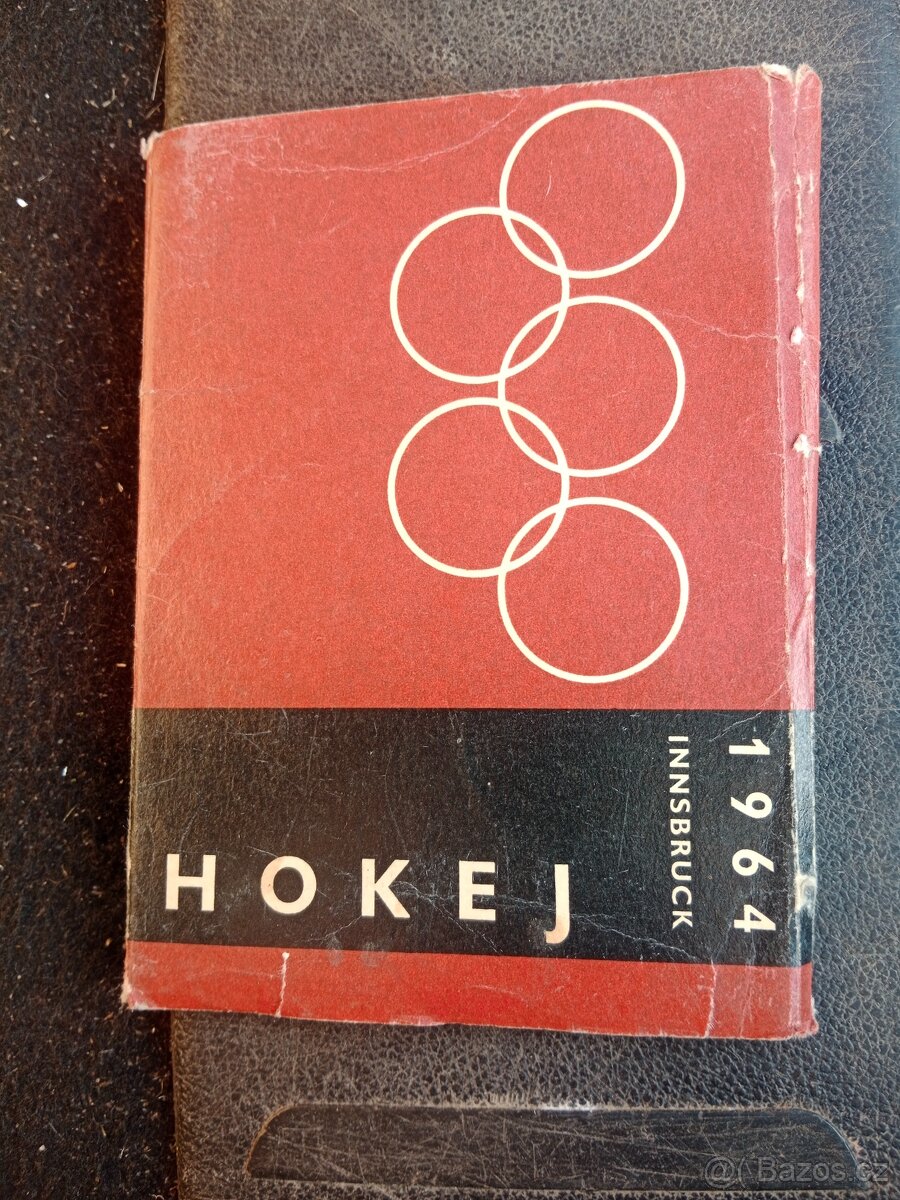 1964
INNSBRUCK
HOKEJ
@ Bazos.cz